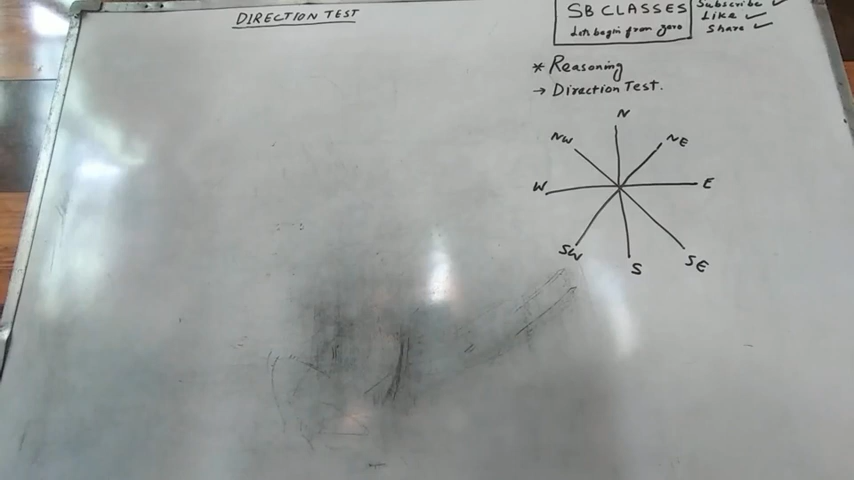 DIRECTION TEST
SB CLASSES
Lets begin from zero
Subscribe ✓
Like ✓
Share ✓
* Reasoning
→ Direction Test.
N
NW
NE
W
E
SW
S
SE